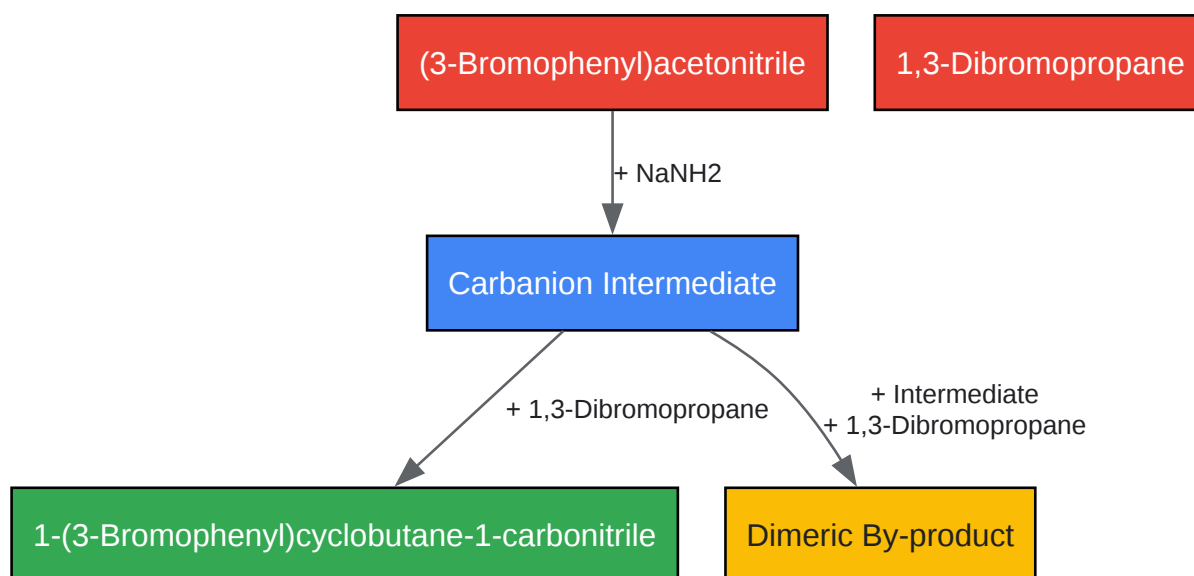 (3-Bromophenyl)acetonitrile
1,3-Dibromopropane
+ NaNH2
Carbanion Intermediate
+ 1,3-Dibromopropane
+ Intermediate
+ 1,3-Dibromopropane
1-(3-Bromophenyl)cyclobutane-1-carbonitrile
Dimeric By-product